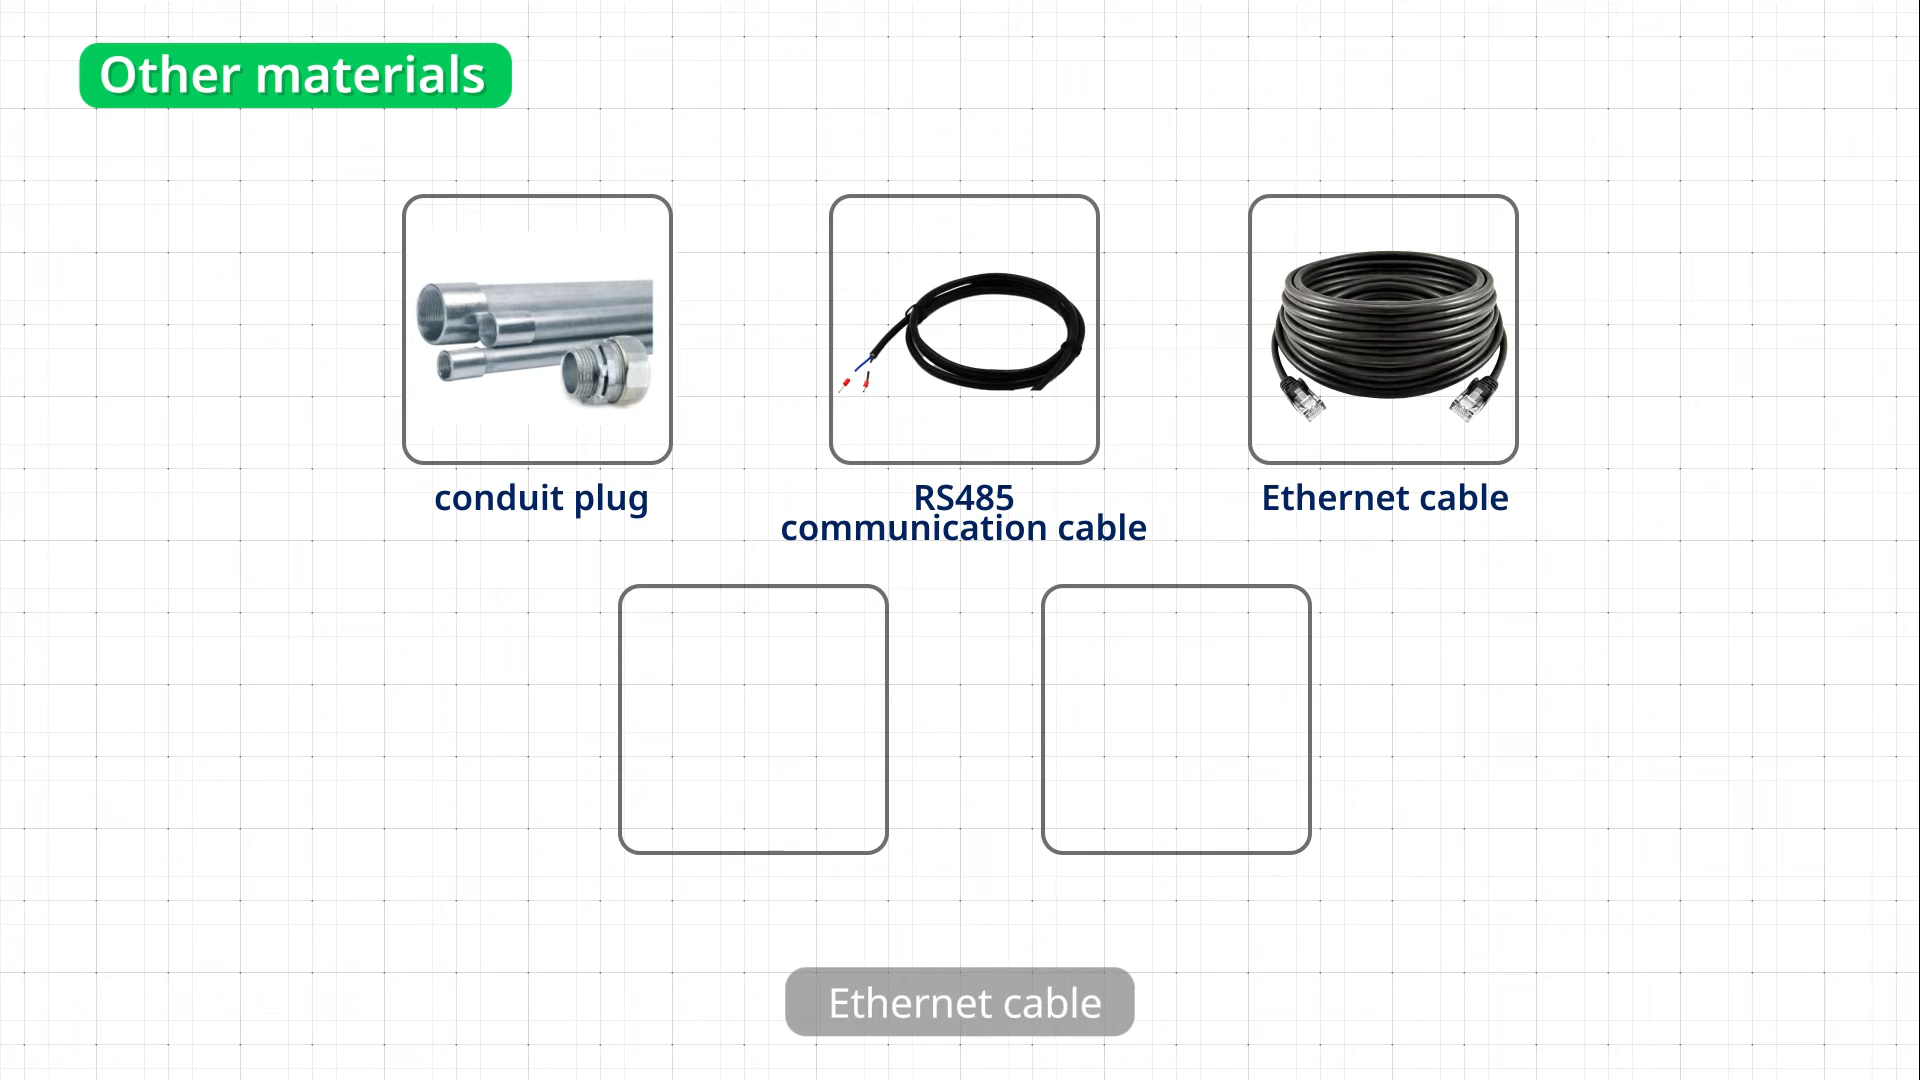 Other materials
conduit plug
RS485
communication cable
Ethernet cable
Ethernet cable